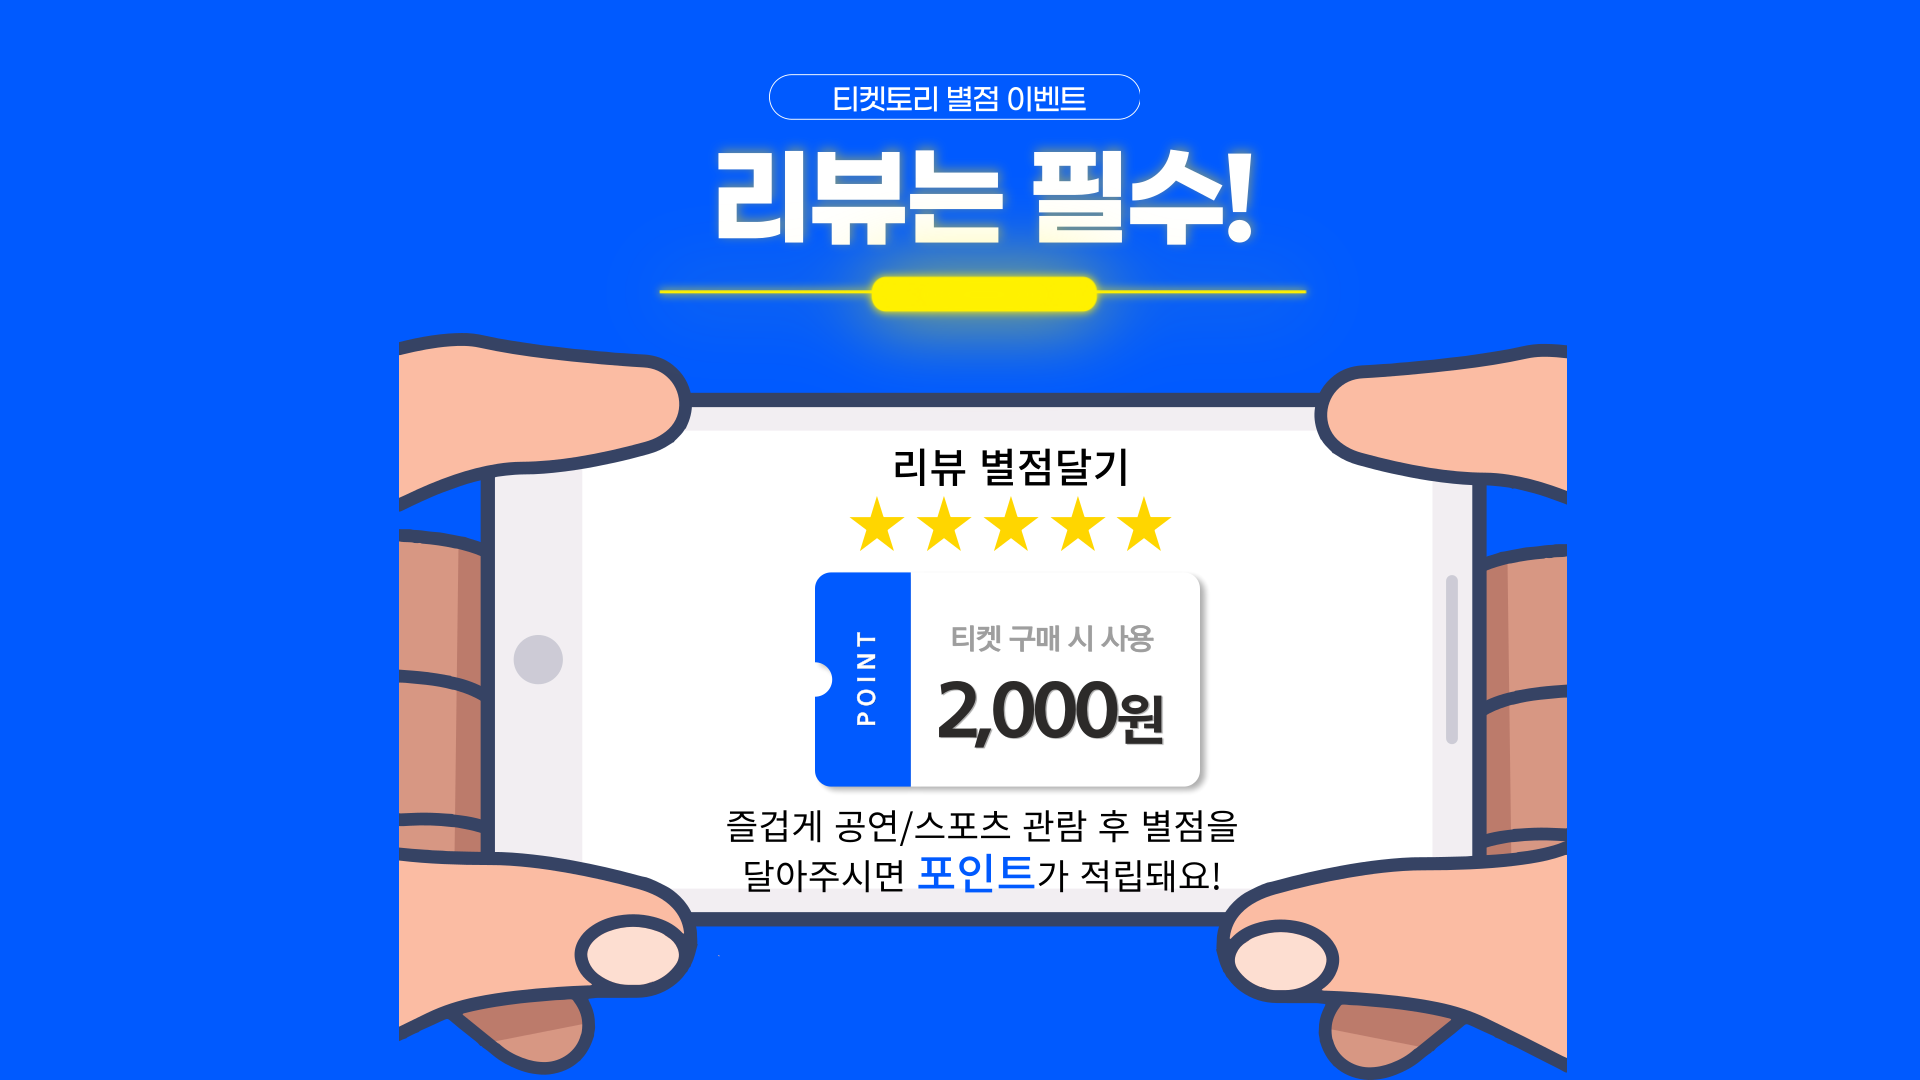 티켓토리 별점 이벤트
리뷰는 필수!
리뷰 별점달기
POINT
티켓 구매 시 사용
2,000원
즐겁게 공연/스포츠 관람 후 별점을
달아주시면 포인트가 적립돼요!